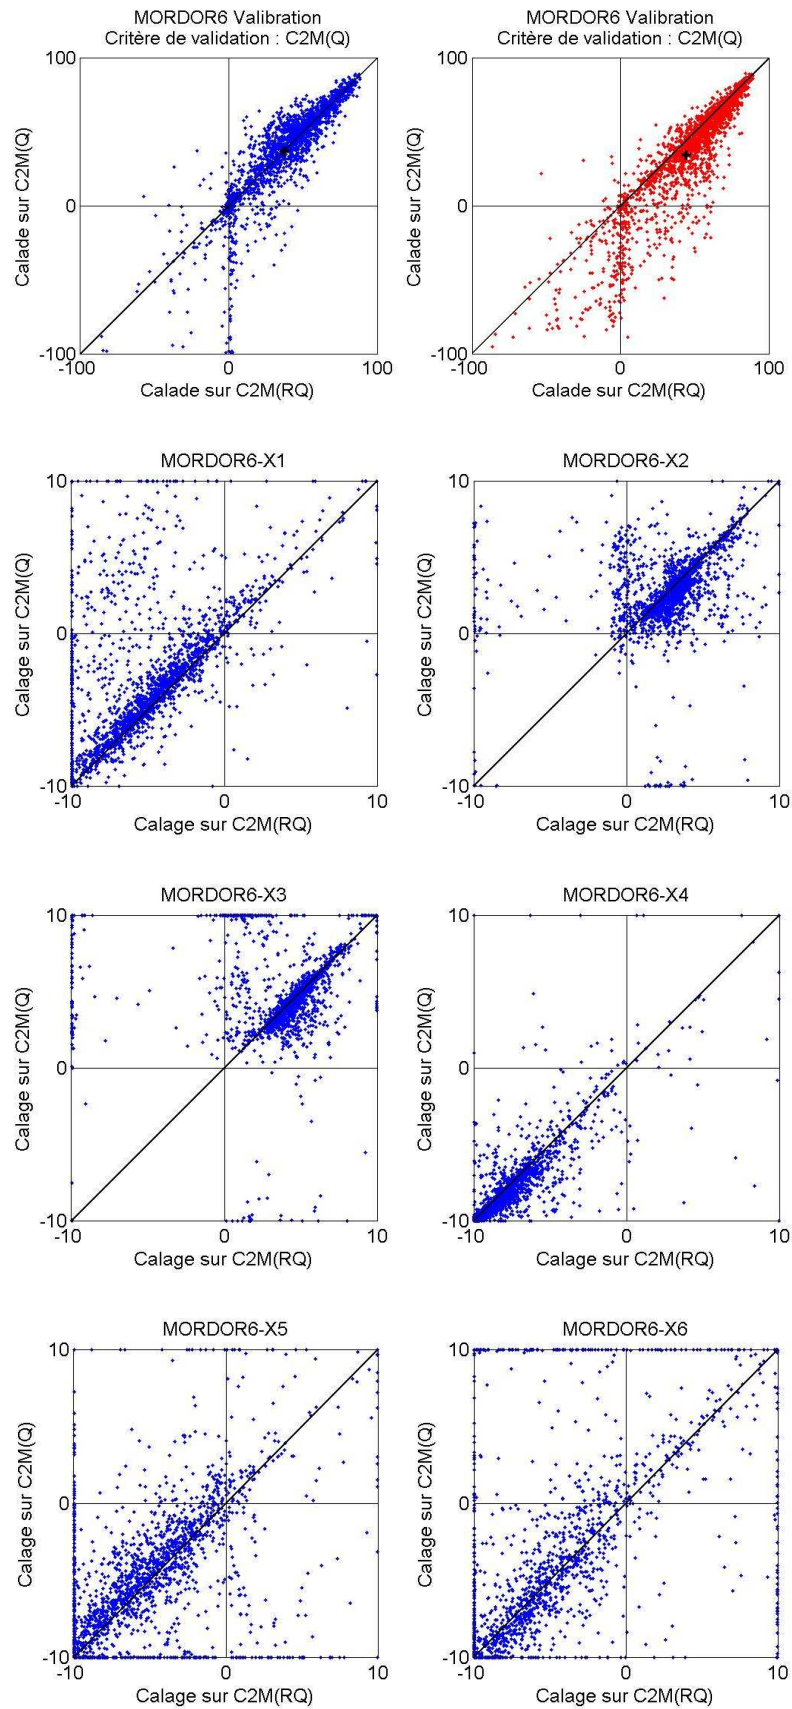 MORDOR6 Valibration
Critère de validation : C2M(Q)
100
Calade sur C2M(Q)
0
-100
-100
0
100
Calade sur C2M(RQ)
MORDOR6 Valibration
Critère de validation : C2M(Q)
100
Calade sur C2M(Q)
0
-100
-100
0
100
Calade sur C2M(RQ)
MORDOR6-X1
10
Calage sur C2M(Q)
0
-10
-10
0
10
Calage sur C2M(RQ)
MORDOR6-X2
10
Calage sur C2M(Q)
0
-10
-10
0
10
Calage sur C2M(RQ)
MORDOR6-X3
10
Calage sur C2M(Q)
0
-10
-10
0
10
Calage sur C2M(RQ)
MORDOR6-X4
10
Calage sur C2M(Q)
0
-10
-10
0
10
Calage sur C2M(RQ)
MORDOR6-X5
10
Calage sur C2M(Q)
0
-10
-10
0
10
Calage sur C2M(RQ)
MORDOR6-X6
10
Calage sur C2M(Q)
0
-10
-10
0
10
Calage sur C2M(RQ)